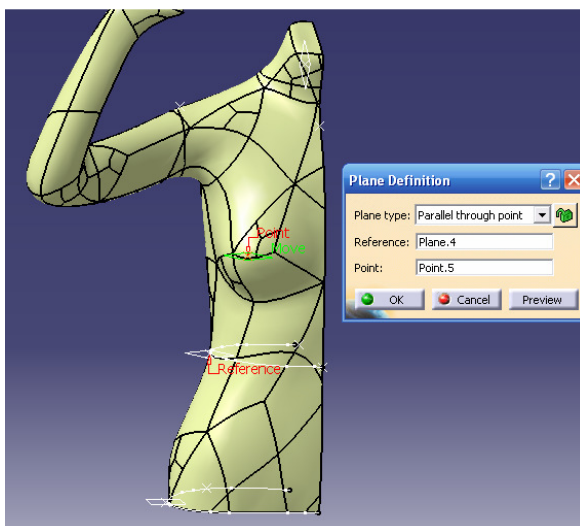 Plane Definition
Plane type: Parallel through point
Reference: Plane.4
Point: Point.5
OK Cancel Preview
Point
Move
Reference